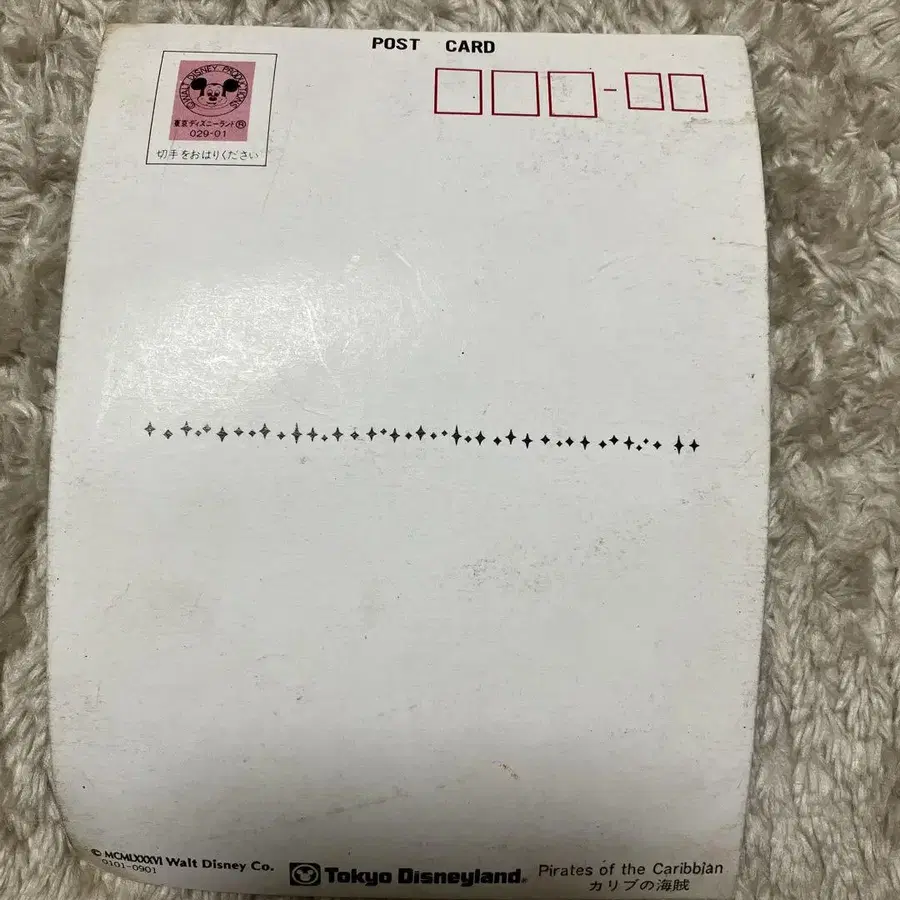 POST CARD
©WALT DISNEY PRODUCTIONS
東京ディズニーランド®
029-01
切手をおはりください
© MCMLXXXVI Walt Disney Co.
0101-0901
Tokyo Disneyland®
Pirates of the Caribbian
カリブの海賊